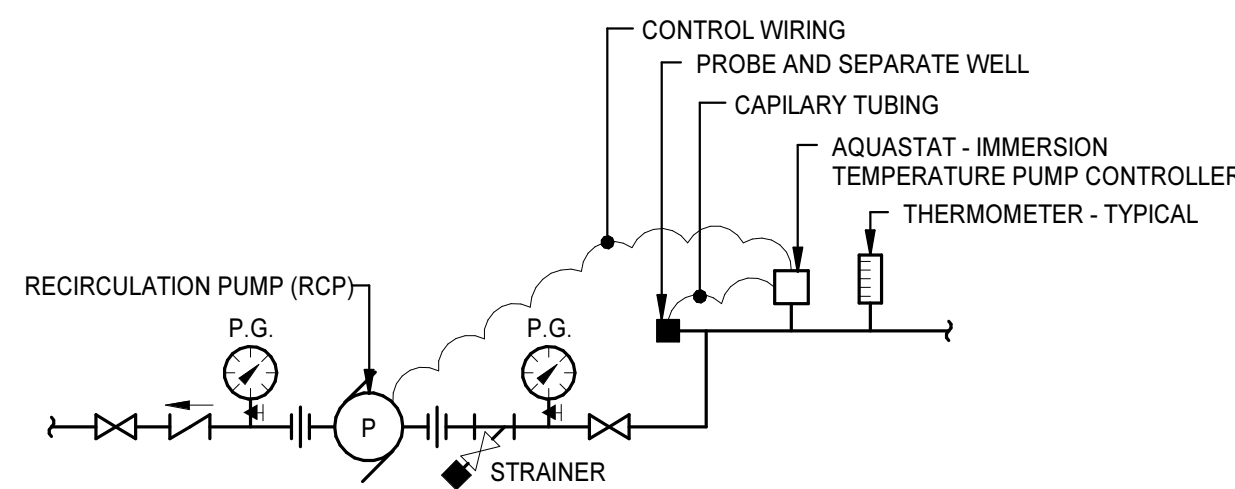 CONTROL WIRING
PROBE AND SEPARATE WELL
CAPILARY TUBING
AQUASTAT - IMMERSION
TEMPERATURE PUMP CONTROLLER
THERMOMETER - TYPICAL
RECIRCULATION PUMP (RCP)
P.G.
P.G.
P
STRAINER